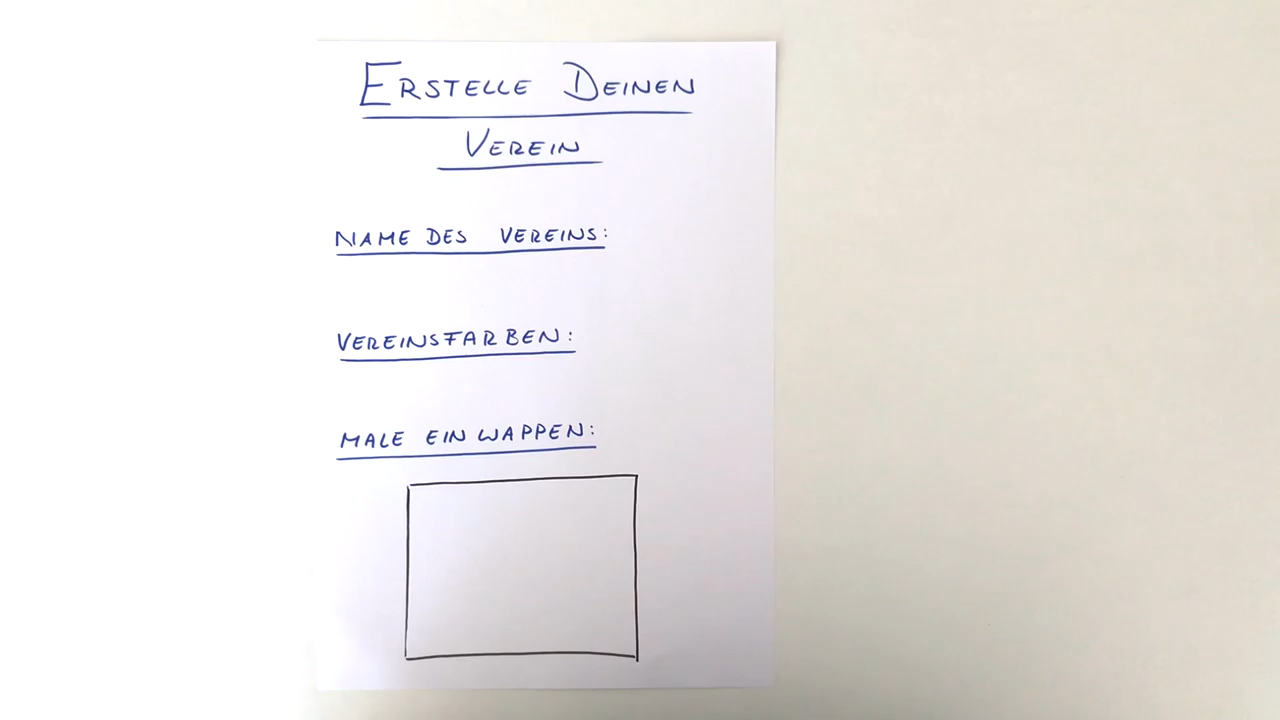 ERSTELLE DEINEN
VEREIN
NAME DES VEREINS:
VEREINSFARBEN:
MALE EIN WAPPEN: